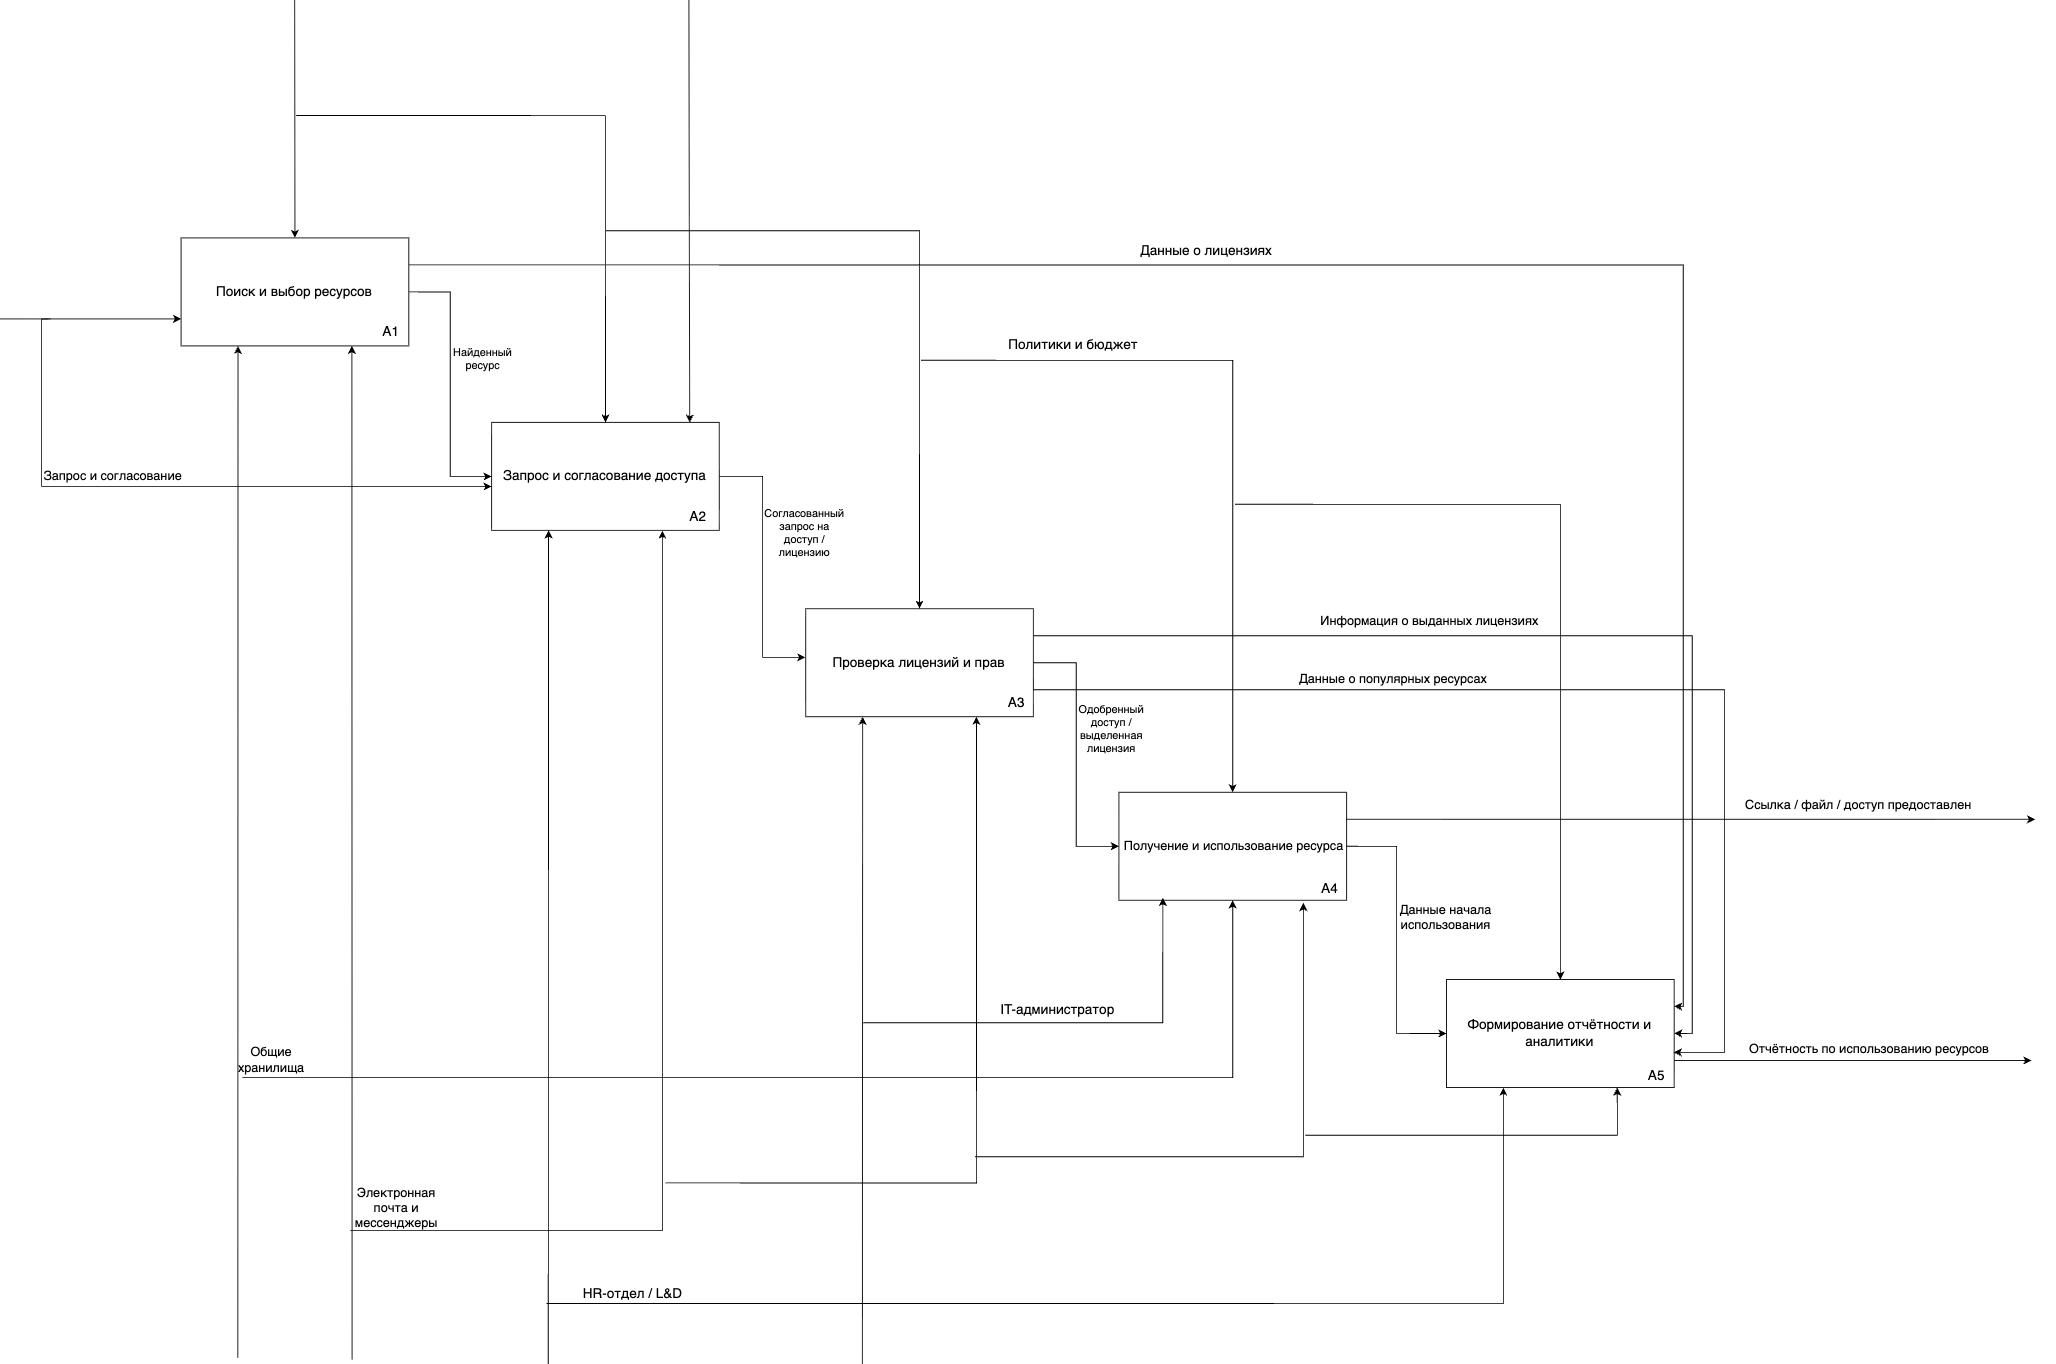 Данные о лицензиях
Поиск и выбор ресурсов
A1
Политики и бюджет
Найденный
ресурс
Запрос и согласование
Запрос и согласование доступа
A2
Согласованный
запрос на
доступ /
лицензию
Информация о выданных лицензиях
Проверка лицензий и прав
Данные о популярных ресурсах
A3
Одобренный
доступ /
выделенная
лицензия
Ссылка / файл / доступ предоставлен
Получение и использование ресурса
A4
Данные начала
использования
IT-администратор
Формирование отчётности и
аналитики
Общие
хранилища
Отчётность по использованию ресурсов
A5
Электронная
почта и
мессенджеры
HR-отдел / L&D